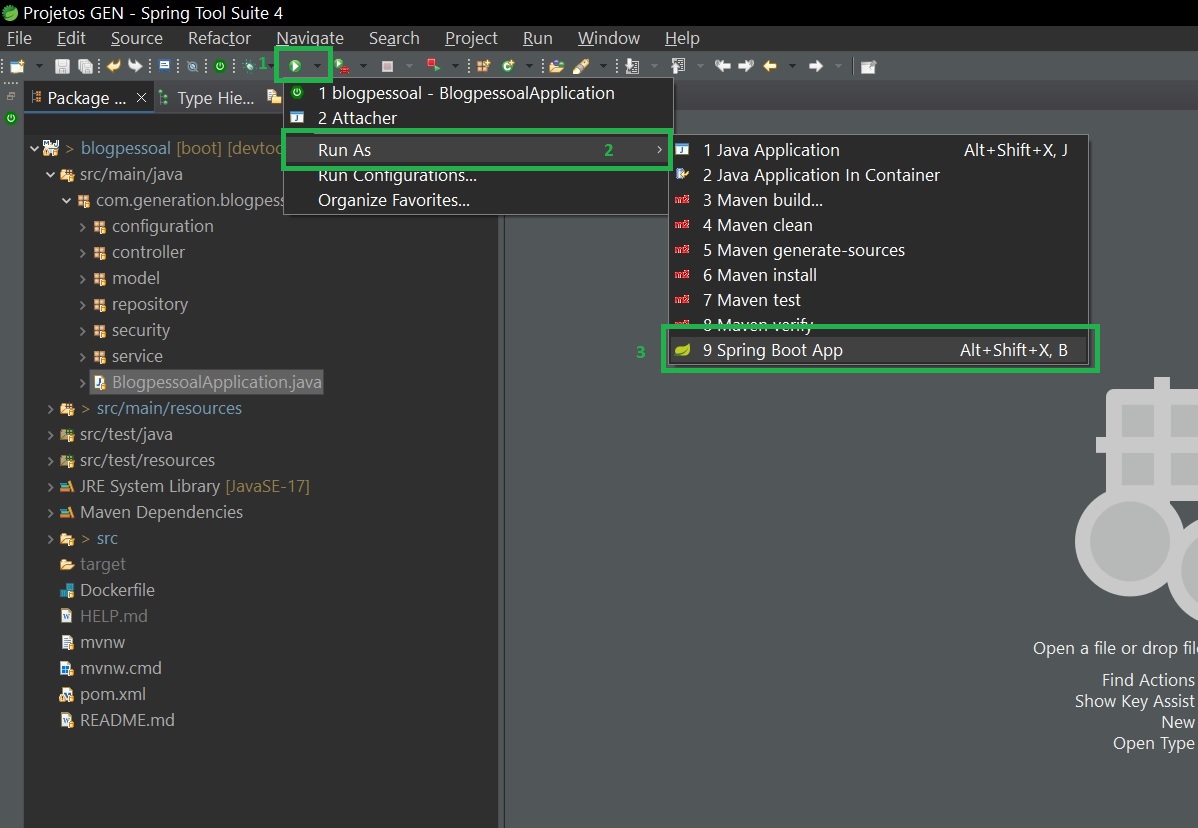 Projetos GEN - Spring Tool Suite 4
File Edit Source Refactor Navigate Search Project Run Window Help
1
Package ... Type Hie...
1 blogpessoal - BlogpessoalApplication
2 Attacher
Run As 2
Run Configurations...
Organize Favorites...
1 Java Application Alt+Shift+X, J
2 Java Application In Container
3 Maven build...
4 Maven clean
5 Maven generate-sources
6 Maven install
7 Maven test
8 Maven verify
3 9 Spring Boot App Alt+Shift+X, B
> blogpessoal [boot] [devtoo
src/main/java
com.generation.blogpess
configuration
controller
model
repository
security
service
BlogpessoalApplication.java
> src/main/resources
src/test/java
src/test/resources
JRE System Library [JavaSE-17]
Maven Dependencies
> src
target
Dockerfile
HELP.md
mvnw
mvnw.cmd
pom.xml
README.md
Open a file or drop file
Find Actions
Show Key Assist
New
Open Type